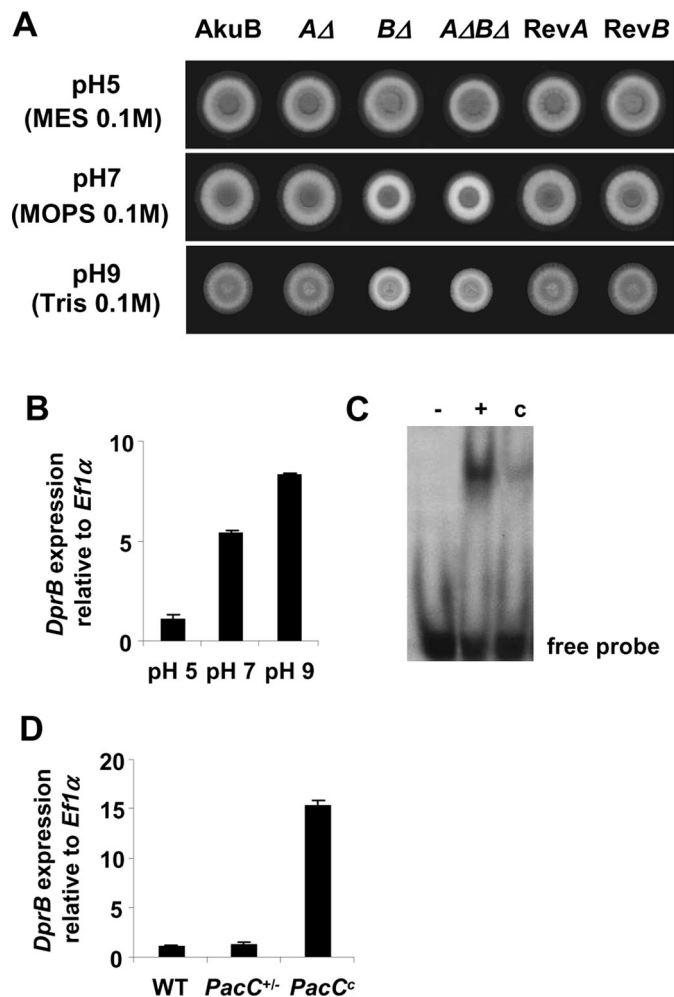 A
AkuB AΔ BΔ AΔBΔ RevA RevB
pH5
(MES 0.1M)
pH7
(MOPS 0.1M)
pH9
(Tris 0.1M)
B
DprB expression
relative to Ef1α
10
5
0
pH 5 pH 7 pH 9
C
- + c
free probe
D
DprB expression
relative to Ef1α
20
15
10
5
0
WT PacC+/- PacCc